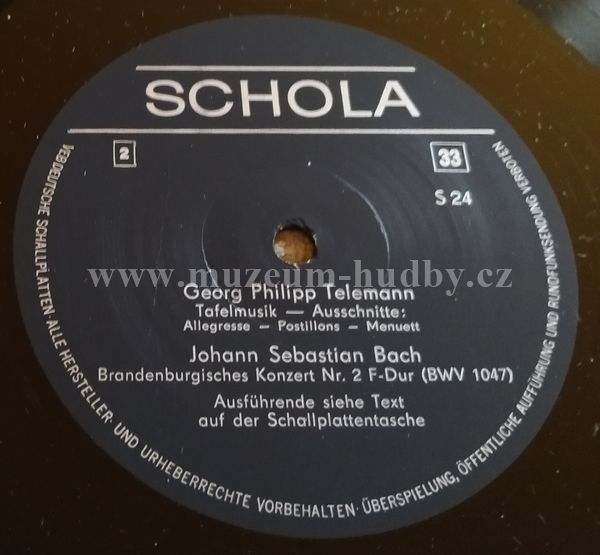 SCHOLA
2
33
S 24
www.muzeum-hudby.cz
Georg Philipp Telemann
Tafelmusik — Ausschnitte:
Allegresse – Postillons – Menuett
Johann Sebastian Bach
Brandenburgisches Konzert Nr. 2 F-Dur (BWV 1047)
Ausführende siehe Text
auf der Schallplattentasche
VEB DEUTSCHE SCHALLPLATTEN · ALLE HERSTELLER- UND URHEBERRECHTE VORBEHALTEN · ÜBERSPIELUNG, ÖFFENTLICHE AUFFÜHRUNG UND RUNDFUNKSENDUNG VERBOTEN